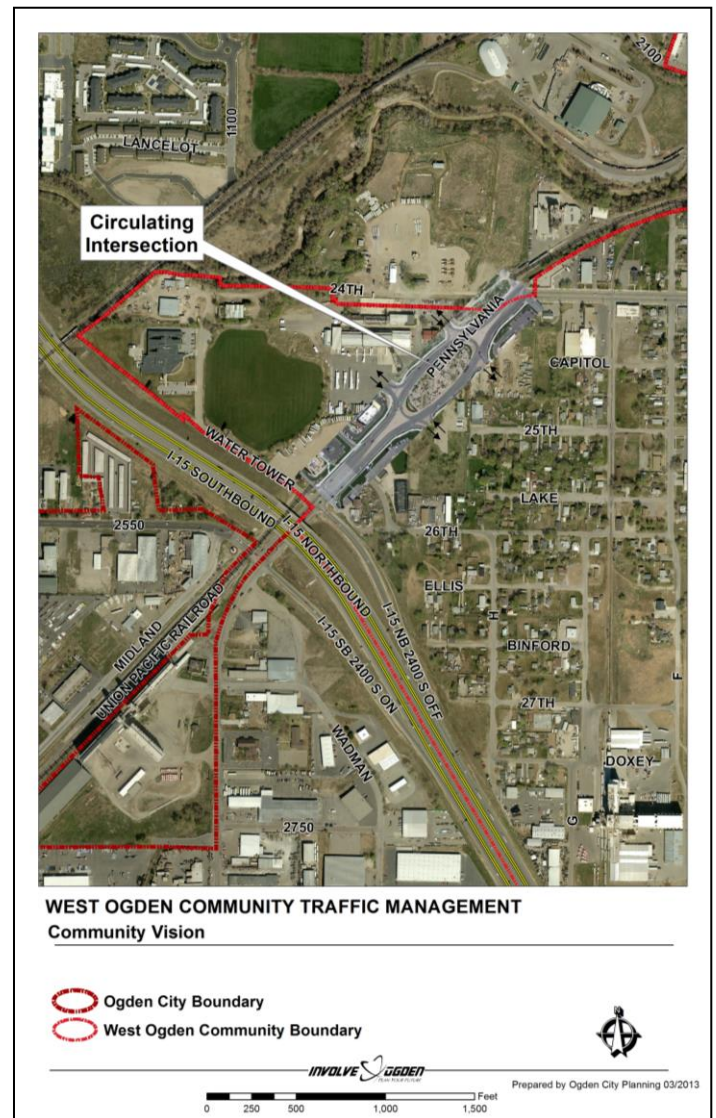 2100
1100
LANCELOT
Circulating
Intersection
24TH
PENNSYLVANIA
CAPITOL
25TH
WATER TOWER
I-15 SOUTHBOUND
LAKE
2550
I-15 NORTHBOUND
26TH
ELLIS
H
MIDLAND
UNION PACIFIC RAILROAD
I-15 SB 2400 S ON
I-15 NB 2400 S OFF
BINFORD
F
27TH
WADMAN
DOXEY
G
2750
WEST OGDEN COMMUNITY TRAFFIC MANAGEMENT
Community Vision
Ogden City Boundary
West Ogden Community Boundary
INVOLVE OGDEN
PLAN YOUR FUTURE
Prepared by Ogden City Planning 03/2013
Feet
0 250 500 1,000 1,500